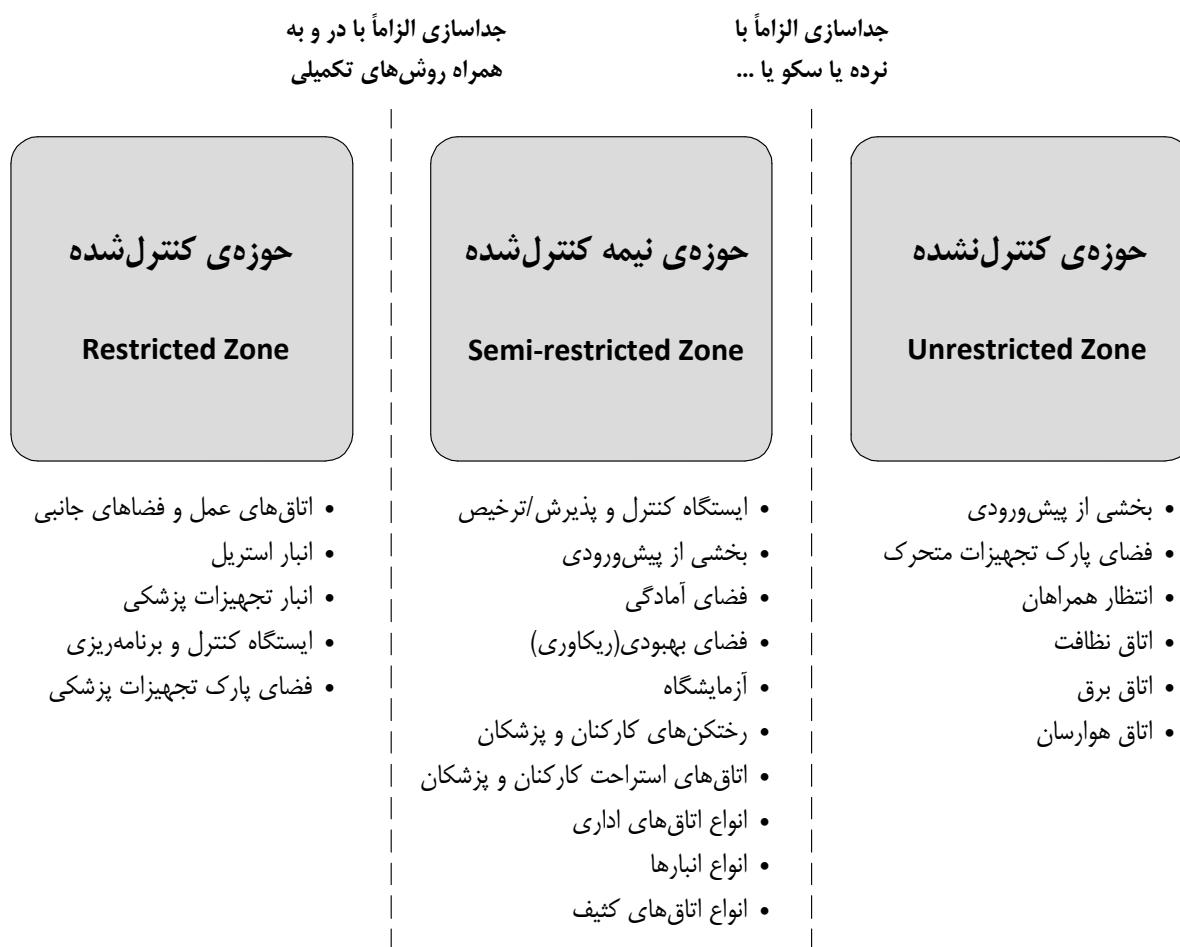 جداسازی الزاماً با
نرده یا سکو یا ...
جداسازی الزاماً با در و به
همراه روش‌های تکمیلی
حوزه‌ی کنترل‌نشده
Unrestricted Zone
• بخشی از پیش‌ورودی
• فضای پارک تجهیزات متحرک
• انتظار همراهان
• اتاق نظافت
• اتاق برق
• اتاق هوارسان
حوزه‌ی نیمه کنترل‌شده
Semi-restricted Zone
• ایستگاه کنترل و پذیرش/ترخیص
• بخشی از پیش‌ورودی
• فضای آمادگی
• فضای بهبودی(ریکاوری)
• آزمایشگاه
• رختکن‌های کارکنان و پزشکان
• اتاق‌های استراحت کارکنان و پزشکان
• انواع اتاق‌های اداری
• انواع انبارها
• انواع اتاق‌های کثیف
حوزه‌ی کنترل‌شده
Restricted Zone
• اتاق‌های عمل و فضاهای جانبی
• انبار استریل
• انبار تجهیزات پزشکی
• ایستگاه کنترل و برنامه‌ریزی
• فضای پارک تجهیزات پزشکی